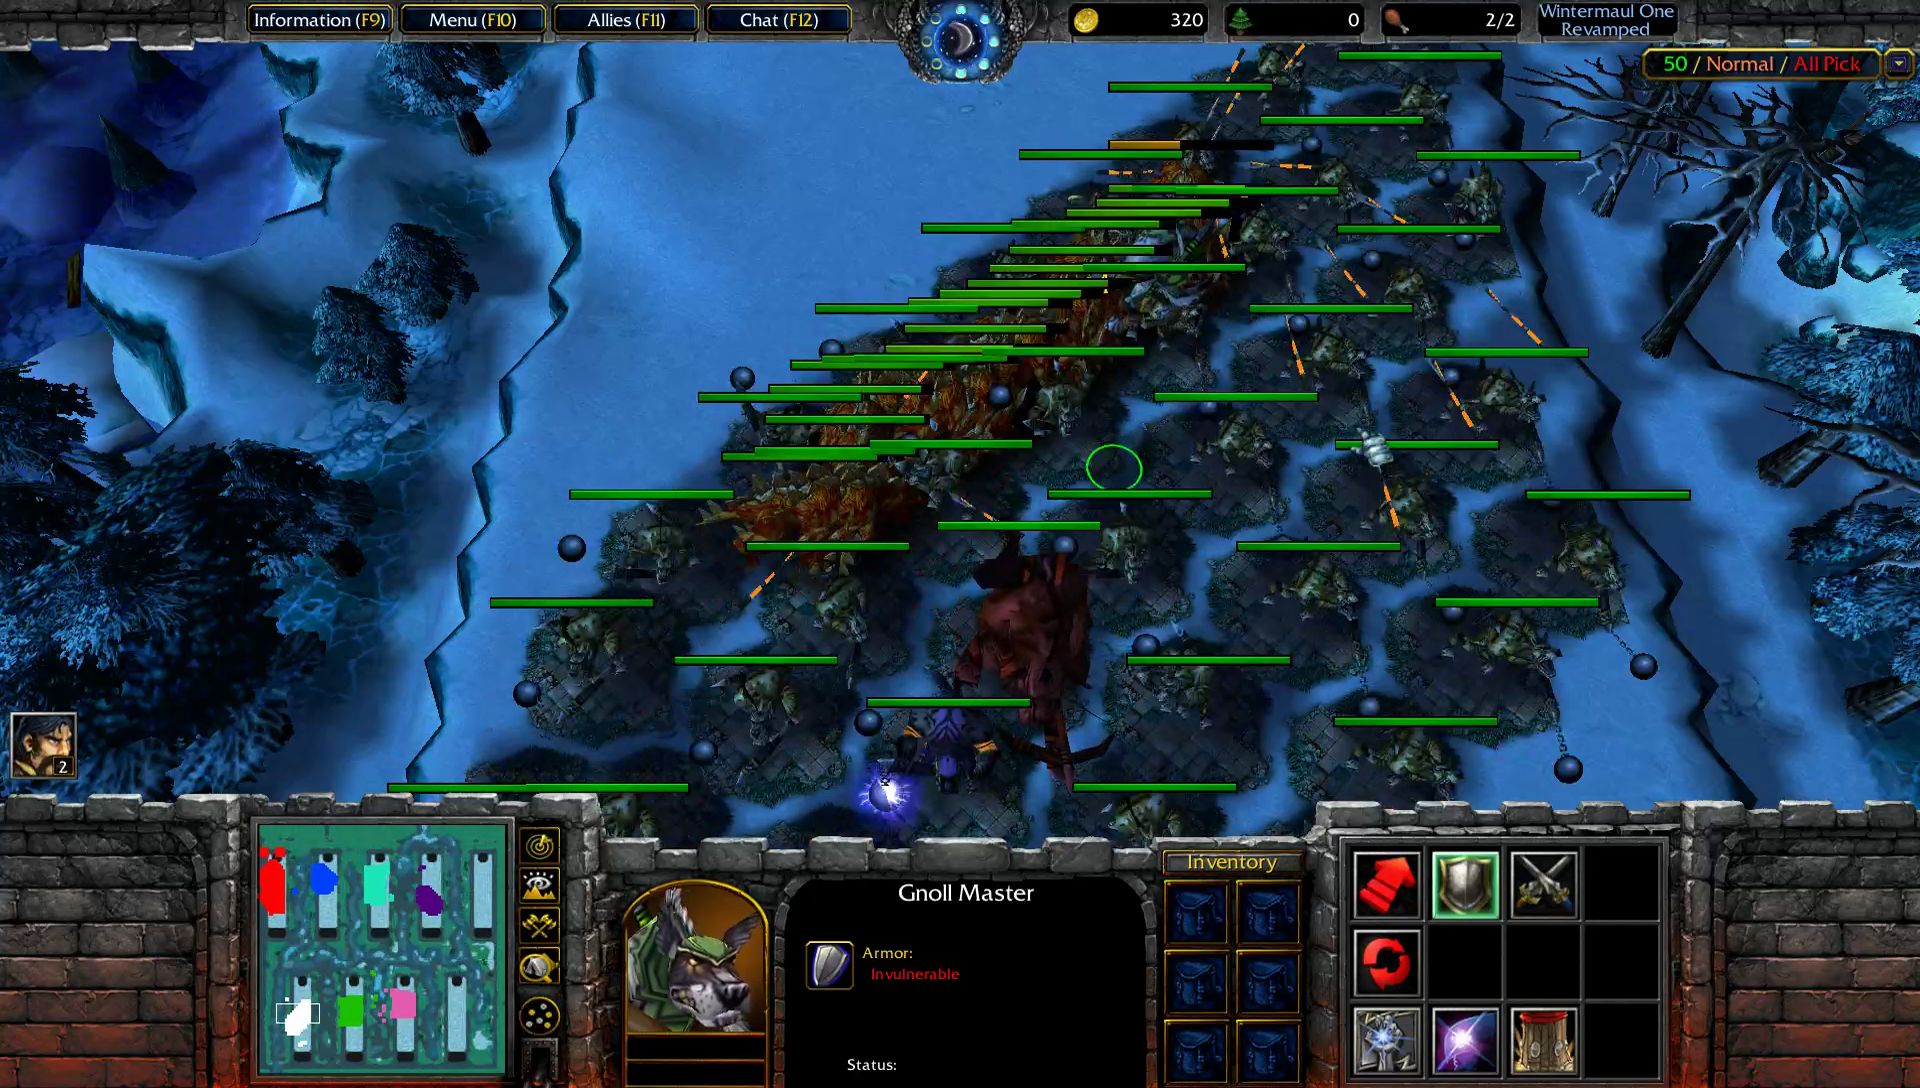 Information (F9)
Menu (F10)
Allies (F11)
Chat (F12)
320
0
2/2
Wintermaul One
Revamped
50 / Normal / All Pick
2
Gnoll Master
Armor:
Invulnerable
Status:
Inventory